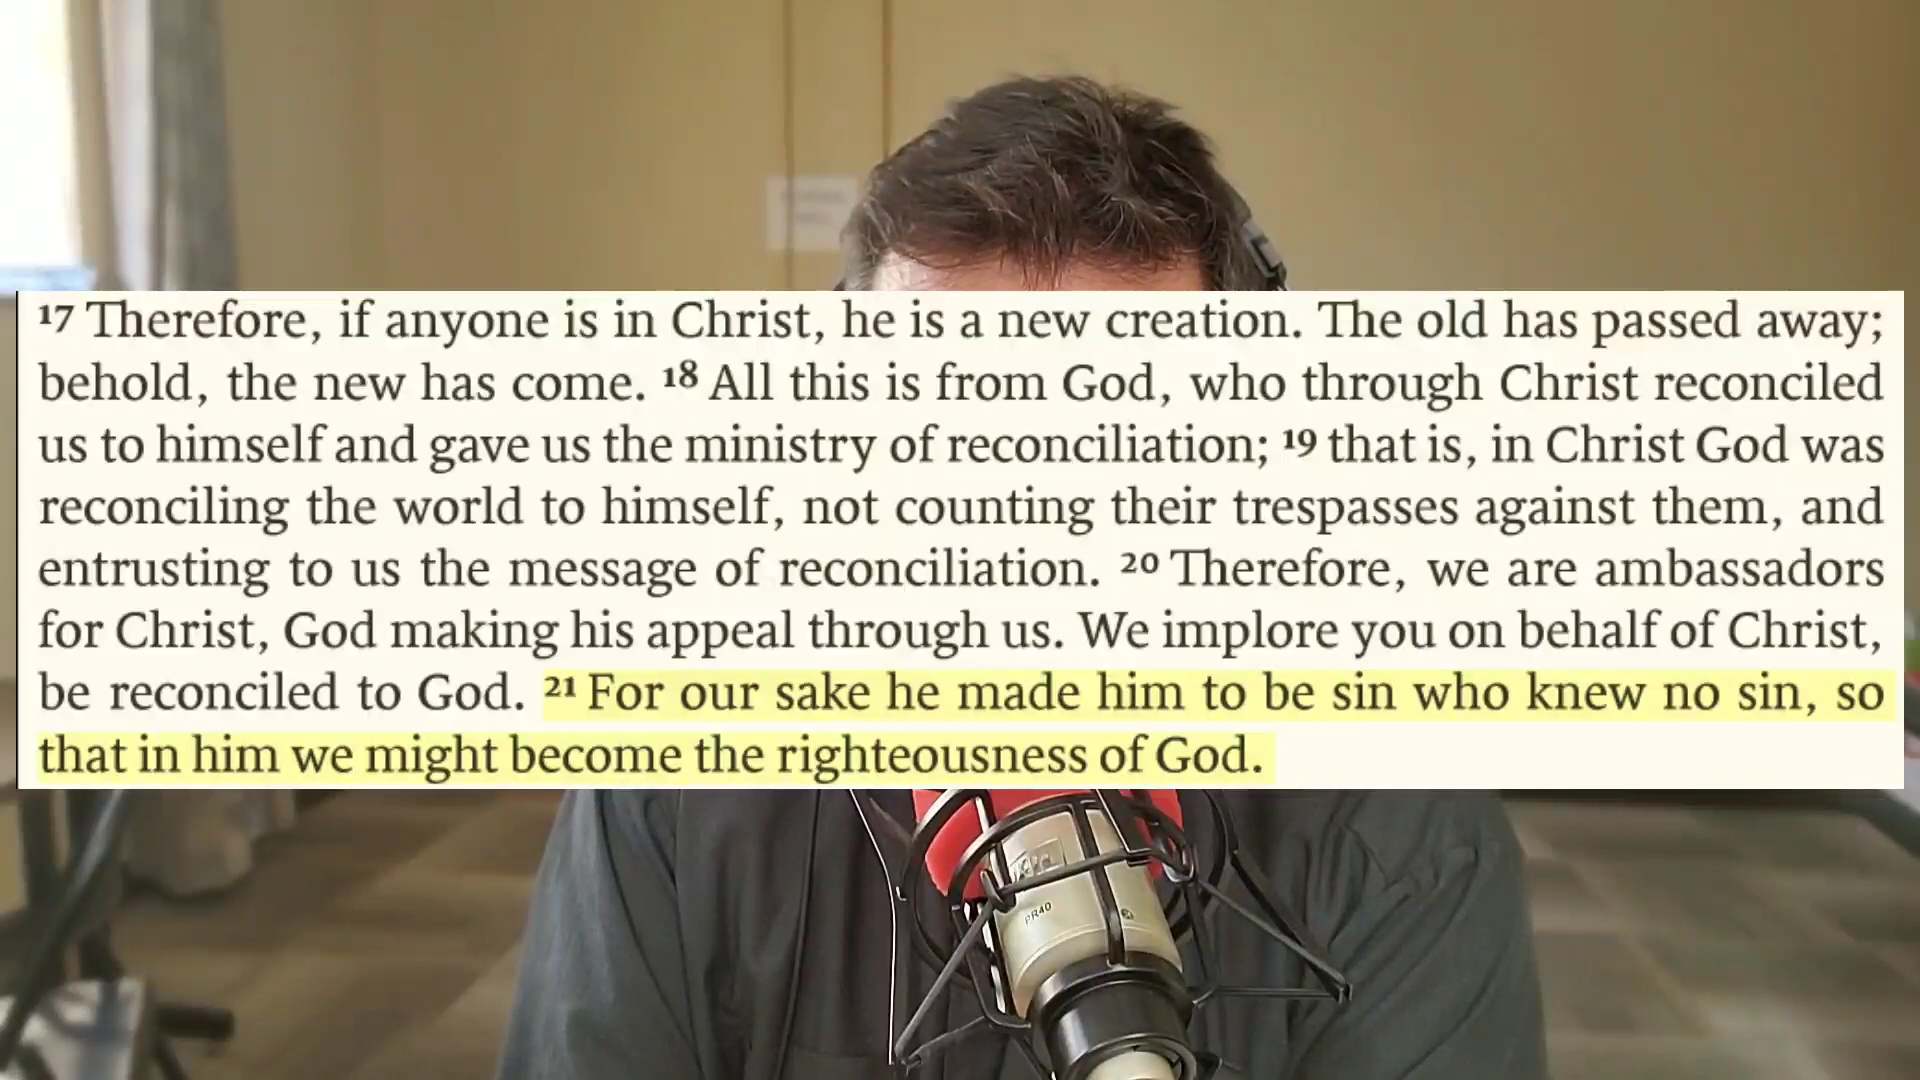 17 Therefore, if anyone is in Christ, he is a new creation. The old has passed away;
behold, the new has come. 18 All this is from God, who through Christ reconciled
us to himself and gave us the ministry of reconciliation; 19 that is, in Christ God was
reconciling the world to himself, not counting their trespasses against them, and
entrusting to us the message of reconciliation. 20 Therefore, we are ambassadors
for Christ, God making his appeal through us. We implore you on behalf of Christ,
be reconciled to God. 21 For our sake he made him to be sin who knew no sin, so
that in him we might become the righteousness of God.
PR40